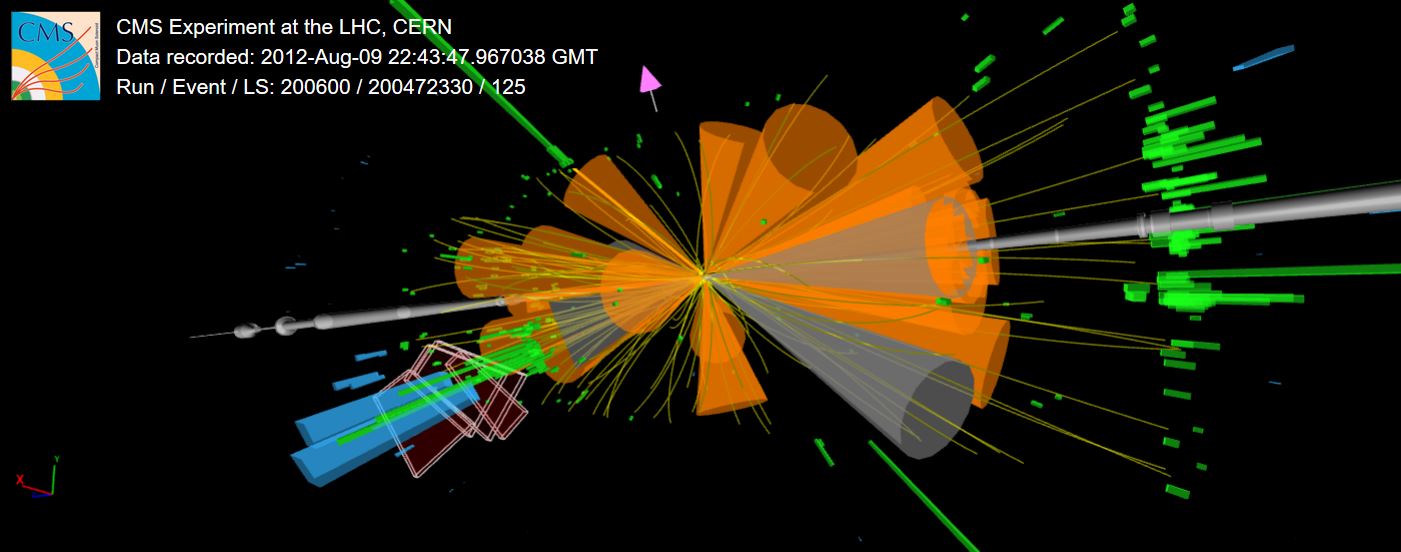 CMS
CMS Experiment at the LHC, CERN
Data recorded: 2012-Aug-09 22:43:47.967038 GMT
Run / Event / LS: 200600 / 200472330 / 125
Y
X